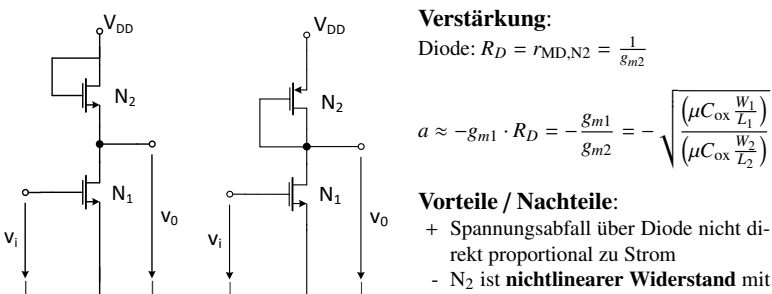 V_DD
N_2
N_1
v_i
v_0
V_DD
N_2
N_1
v_i
v_0
Verstärkung:
Diode: R_D = r_MD,N2 = 1/g_m2
a ≈ −g_m1 · R_D = −g_m1/g_m2 = −√((μC_ox W_1/L_1)/(μC_ox W_2/L_2))
Vorteile / Nachteile:
+ Spannungsabfall über Diode nicht di-
rekt proportional zu Strom
- N_2 ist nichtlinearer Widerstand mit